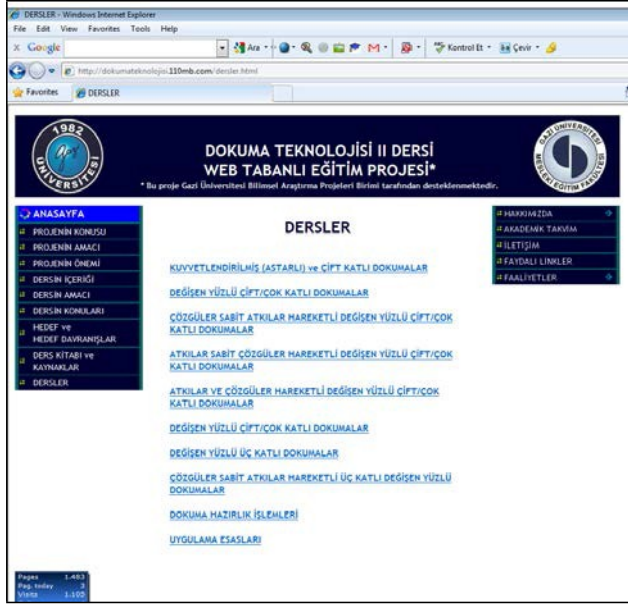 DERSLER - Windows Internet Explorer
File Edit View Favorites Tools Help
x Google Ara Kontrol Et Çevir
http://dokumateknolojisi.110mb.com/dersler.html
Favorites DERSLER
1982
gazi
ÜNİVERSİTESİ
DOKUMA TEKNOLOJİSİ II DERSİ
WEB TABANLI EĞİTİM PROJESİ*
* Bu proje Gazi Üniversitesi Bilimsel Araştırma Projeleri Birimi tarafından desteklenmektedir.
GAZİ ÜNİVERSİTESİ
MESLEKİ EĞİTİM FAKÜLTESİ
ANASAYFA
PROJENİN KONUSU
PROJENİN AMACI
PROJENİN ÖNEMİ
DERSİN İÇERİĞİ
DERSİN AMACI
DERSİN KONULARI
HEDEF ve
HEDEF DAVRANIŞLAR
DERS KİTABI ve
KAYNAKLAR
DERSLER
DERSLER
KUVVETLENDİRİLMİŞ (ASTARLI) ve ÇİFT KATLI DOKUMALAR
DEĞİŞEN YÜZLÜ ÇİFT/ÇOK KATLI DOKUMALAR
ÇÖZGÜLER SABİT ATKILAR HAREKETLİ DEĞİŞEN YÜZLÜ ÇİFT/ÇOK
KATLI DOKUMALAR
ATKILAR SABİT ÇÖZGÜLER HAREKETLİ DEĞİŞEN YÜZLÜ ÇİFT/ÇOK
KATLI DOKUMALAR
ATKILAR VE ÇÖZGÜLER HAREKETLİ DEĞİŞEN YÜZLÜ ÇİFT/ÇOK
KATLI DOKUMALAR
DEĞİŞEN YÜZLÜ ÇİFT/ÇOK KATLI DOKUMALAR
DEĞİŞEN YÜZLÜ ÜÇ KATLI DOKUMALAR
ÇÖZGÜLER SABİT ATKILAR HAREKETLİ ÜÇ KATLI DEĞİŞEN YÜZLÜ
DOKUMALAR
DOKUMA HAZIRLIK İŞLEMLERİ
UYGULAMA ESASLARI
HAKKIMIZDA
AKADEMİK TAKVİM
İLETİŞİM
FAYDALI LİNKLER
FAALİYETLER
Pages 1.493
Pag. today 3
Visits 1.105